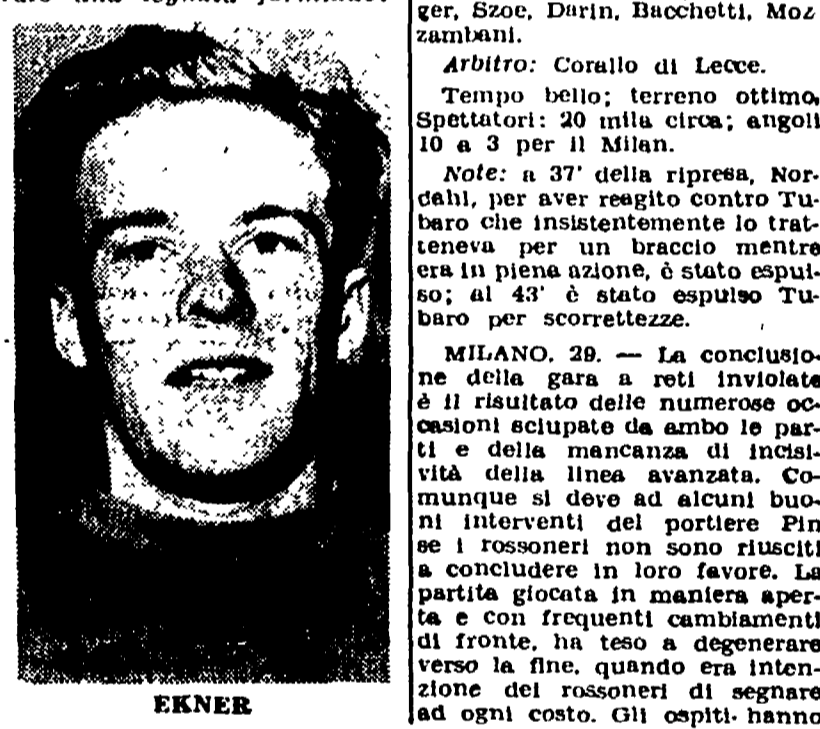 EKNER
ger, Szoe, Darin, Bacchetti, Moz
zambani.
Arbitro: Corallo di Lecce.
Tempo bello; terreno ottimo,
Spettatori: 20 mila circa; angoli
10 a 3 per il Milan.
Note: a 37' della ripresa, Nor-
dahl, per aver reagito contro Tu-
baro che insistentemente lo trat-
teneva per un braccio mentre
era in piena azione, è stato espul-
so; al 43' è stato espulso Tu-
baro per scorrettezze.
MILANO, 29. — La conclusio-
ne della gara a reti inviolate
è il risultato delle numerose oc-
casioni sciupate da ambo le par-
ti e della mancanza di incisi-
vità della linea avanzata. Co-
munque si deve ad alcuni buo-
ni interventi del portiere Pin
se i rossoneri non sono riusciti
a concludere in loro favore. La
partita giocata in maniera aper-
ta e con frequenti cambiamenti
di fronte, ha teso a degenerare
verso la fine, quando era inten-
zione dei rossoneri di segnare
ad ogni costo. Gli ospiti hanno